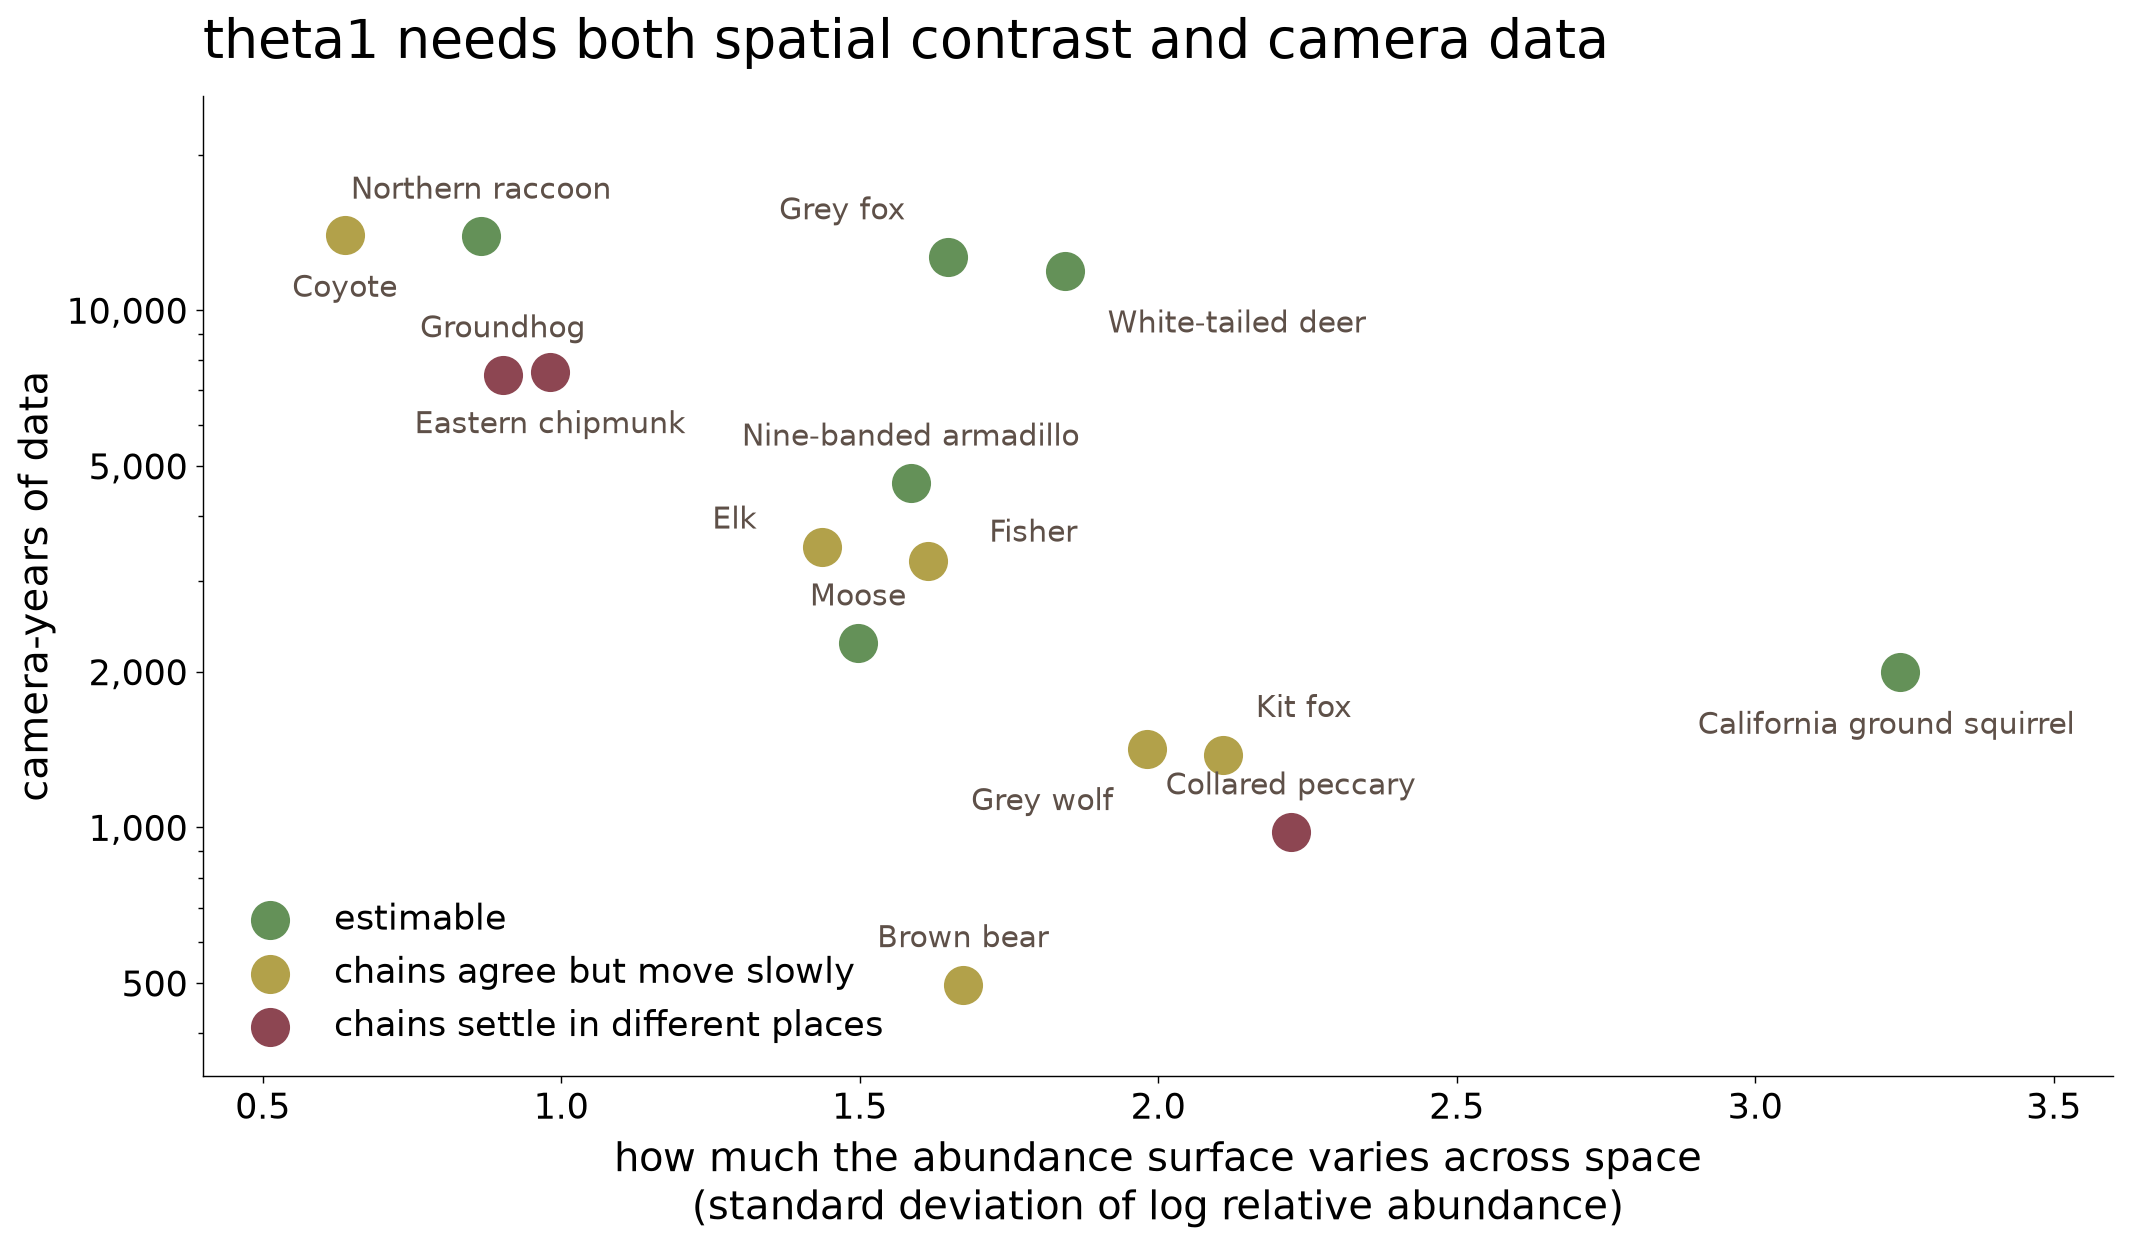 theta1 needs both spatial contrast and camera data
Northern raccoon
Grey fox
Coyote
White-tailed deer
Groundhog
Eastern chipmunk
Nine-banded armadillo
Elk
Fisher
Moose
Kit fox
California ground squirrel
Grey wolf
Collared peccary
Brown bear
camera-years of data
10,000
5,000
2,000
1,000
500
estimable
chains agree but move slowly
chains settle in different places
0.5 1.0 1.5 2.0 2.5 3.0 3.5
how much the abundance surface varies across space
(standard deviation of log relative abundance)